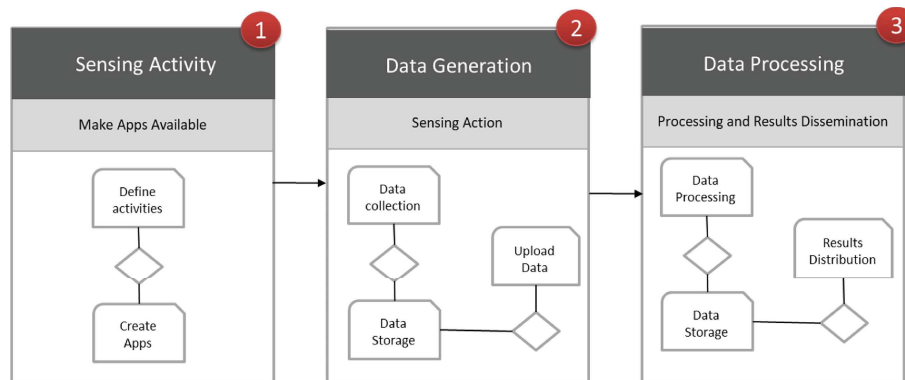 1
Sensing Activity
Make Apps Available
Define
activities
Create
Apps
2
Data Generation
Sensing Action
Data
collection
Upload
Data
Data
Storage
3
Data Processing
Processing and Results Dissemination
Data
Processing
Results
Distribution
Data
Storage